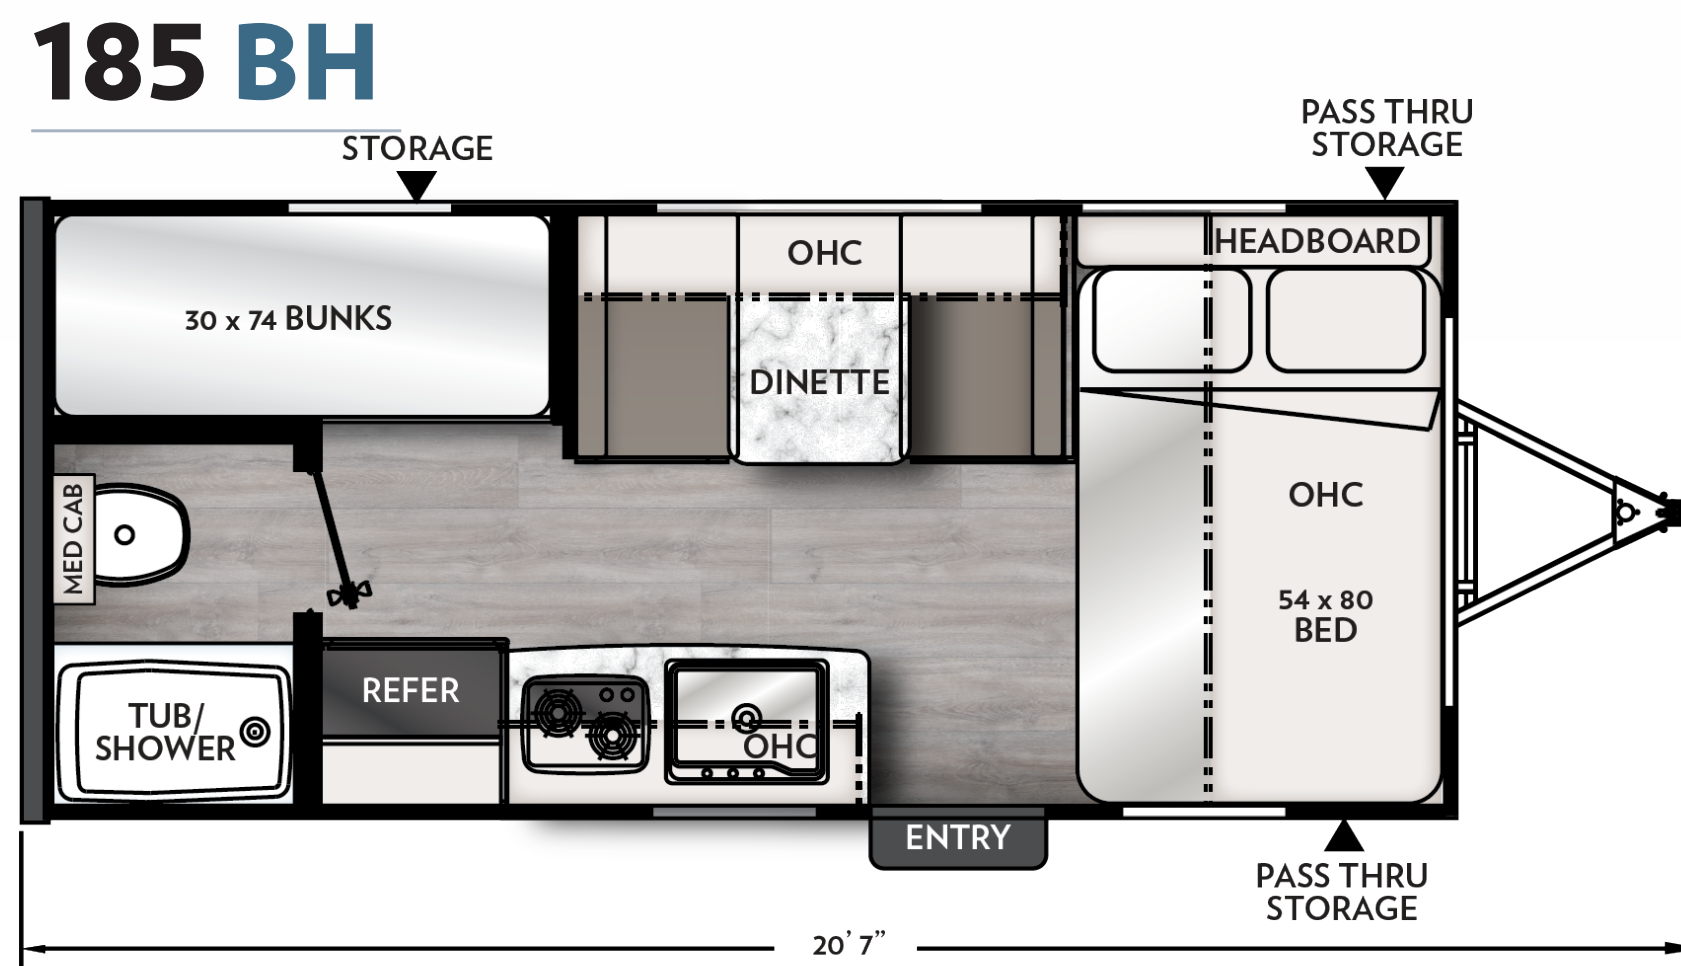 185 BH
STORAGE
PASS THRU
STORAGE
OHC
HEADBOARD
30 x 74 BUNKS
DINETTE
OHC
MED CAB
54 x 80
BED
REFER
TUB/
SHOWER
OHC
ENTRY
PASS THRU
STORAGE
20' 7”